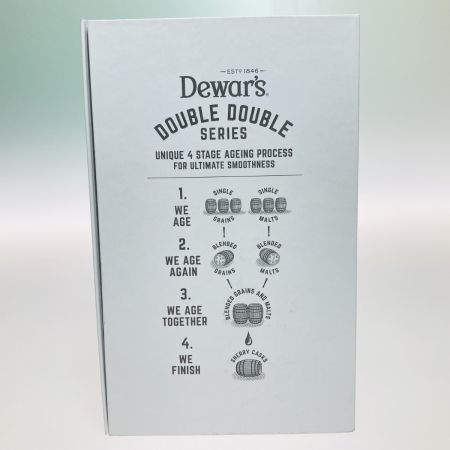 ESTD 1846
Dewar's
DOUBLE DOUBLE
SERIES
UNIQUE 4 STAGE AGEING PROCESS
FOR ULTIMATE SMOOTHNESS
1.
WE
AGE
SINGLE
GRAINS
SINGLE
MALTS
2.
WE AGE
AGAIN
BLENDED
GRAINS
BLENDED
MALTS
3.
WE AGE
TOGETHER
BLENDED GRAINS AND MALTS
4.
WE
FINISH
SHERRY CASKS